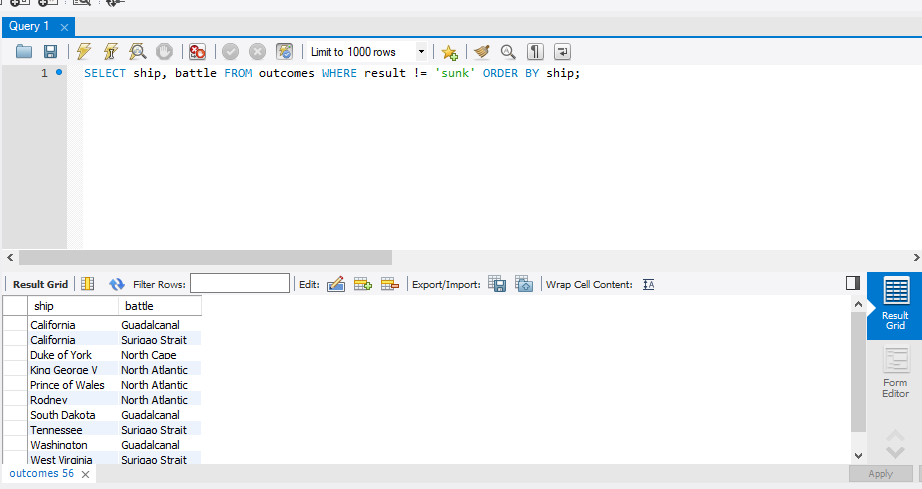 Query 1
Limit to 1000 rows
1 SELECT ship, battle FROM outcomes WHERE result != 'sunk' ORDER BY ship;
Result Grid Filter Rows: Edit: Export/Import: Wrap Cell Content:
ship battle
California Guadalcanal
California Surigao Strait
Duke of York North Cape
King George V North Atlantic
Prince of Wales North Atlantic
Rodney North Atlantic
South Dakota Guadalcanal
Tennessee Surigao Strait
Washington Guadalcanal
West Virginia Surigao Strait
Result
Grid
Form
Editor
outcomes 56
Apply